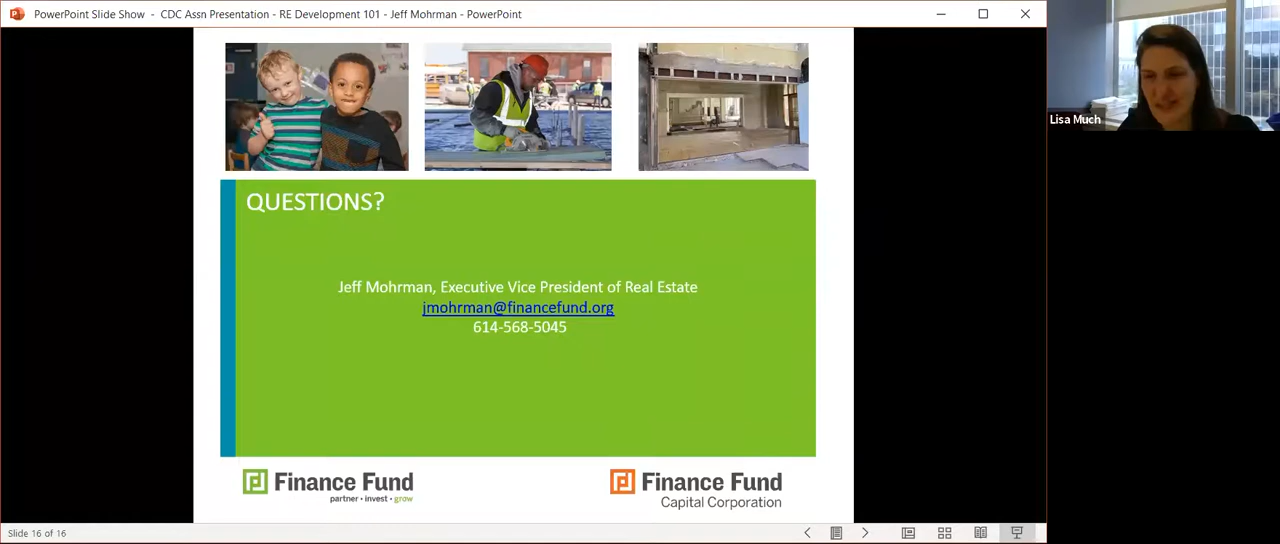 PowerPoint Slide Show - CDC Assn Presentation - RE Development 101 - Jeff Mohrman - PowerPoint
Lisa Much
QUESTIONS?
Jeff Mohrman, Executive Vice President of Real Estate
jmohrman@financefund.org
614-568-5045
Finance Fund
partner • invest • grow
Finance Fund
Capital Corporation
Slide 16 of 16